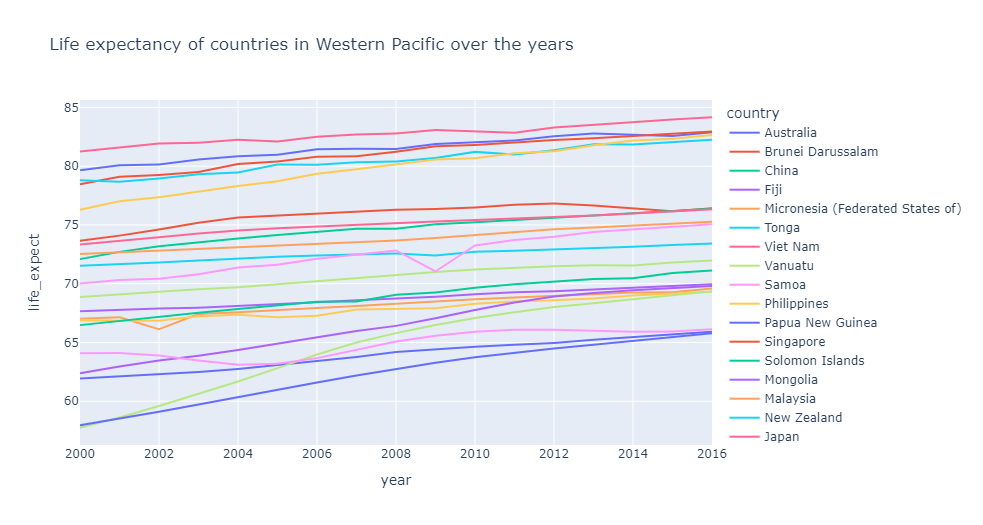 Life expectancy of countries in Western Pacific over the years
country
Australia
Brunei Darussalam
China
Fiji
Micronesia (Federated States of)
Tonga
Viet Nam
Vanuatu
Samoa
Philippines
Papua New Guinea
Singapore
Solomon Islands
Mongolia
Malaysia
New Zealand
Japan
life_expect
85
80
75
70
65
60
2000
2002
2004
2006
2008
2010
2012
2014
2016
year